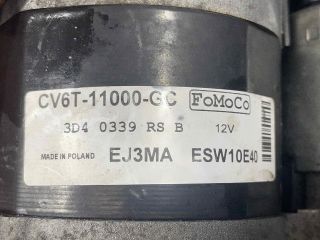 CV6T-11000-GC FoMoCo
3D4 0339 RS B 12V
MADE IN POLAND EJ3MA ESW10E40